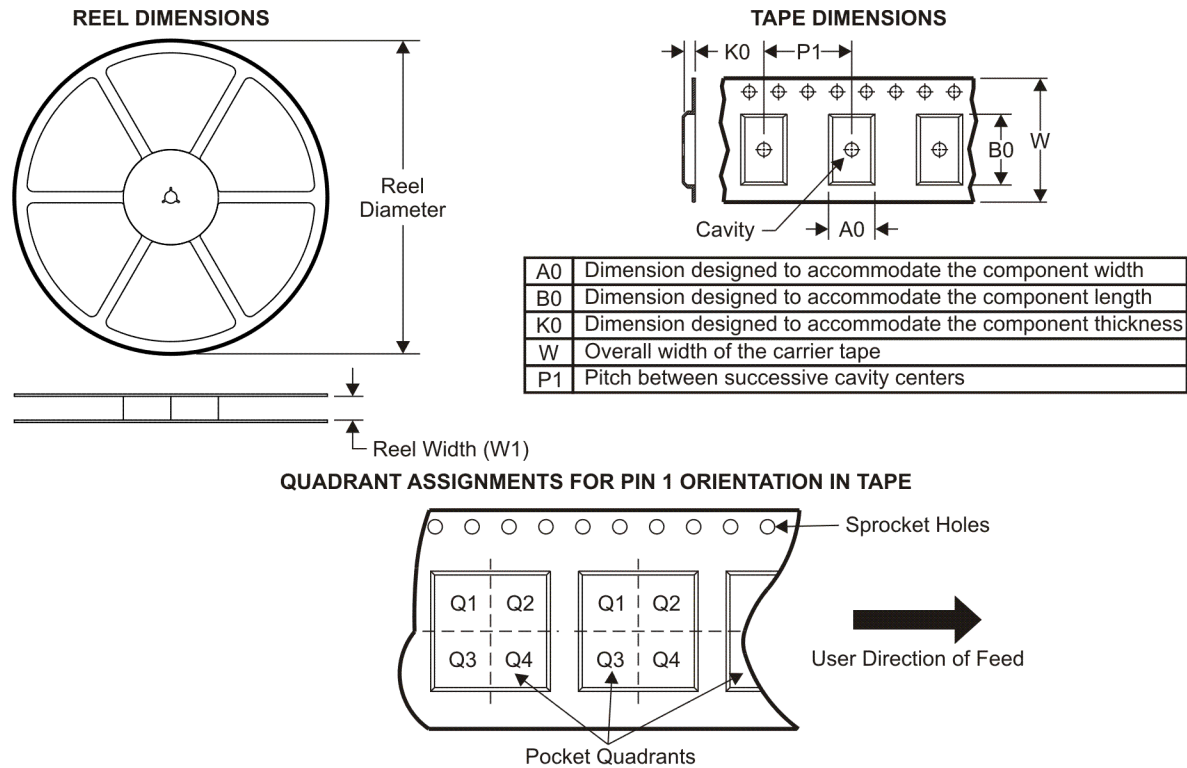 REEL DIMENSIONS
Reel
Diameter
Reel Width (W1)
TAPE DIMENSIONS
K0
P1
B0
W
Cavity
A0
A0 Dimension designed to accommodate the component width
B0 Dimension designed to accommodate the component length
K0 Dimension designed to accommodate the component thickness
W Overall width of the carrier tape
P1 Pitch between successive cavity centers
QUADRANT ASSIGNMENTS FOR PIN 1 ORIENTATION IN TAPE
Sprocket Holes
Q1 Q2 Q1 Q2
Q3 Q4 Q3 Q4
User Direction of Feed
Pocket Quadrants